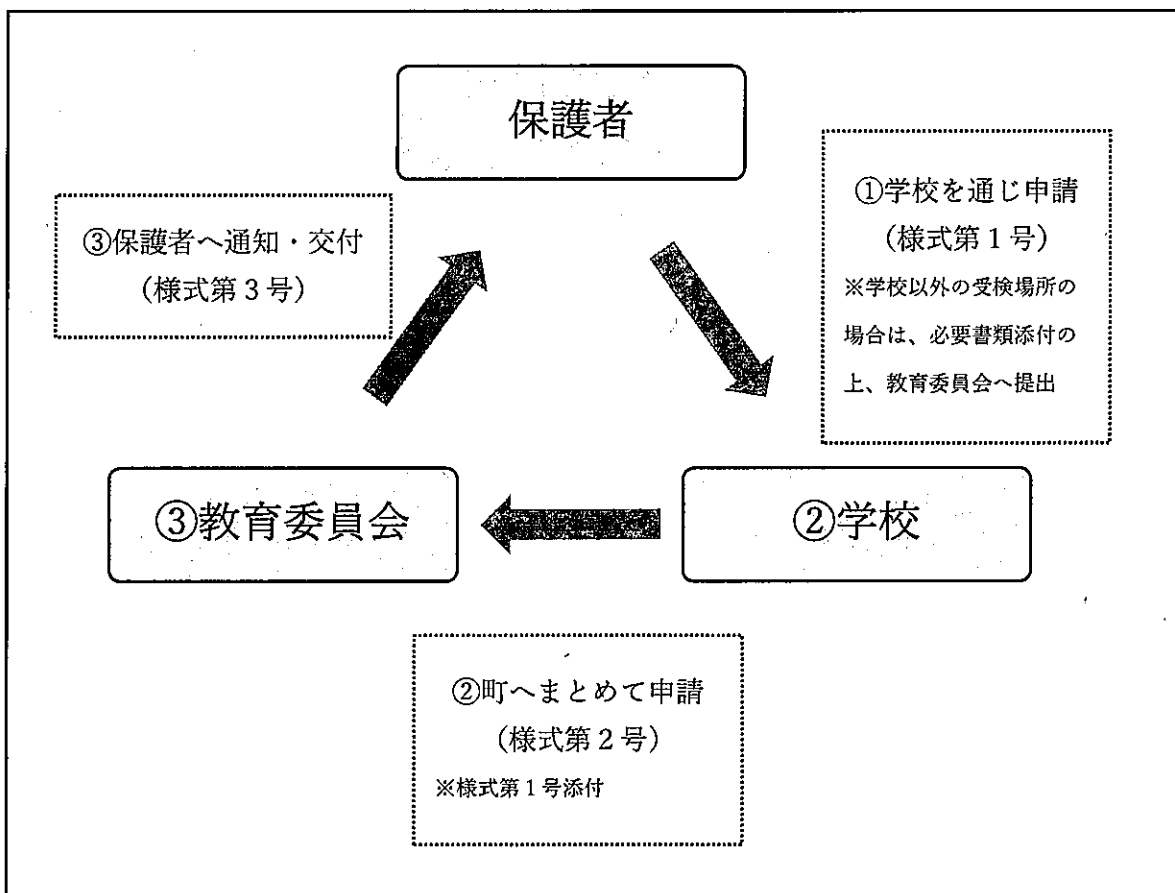 保護者
①学校を通じ申請
(様式第1号)
※学校以外の受検場所の
場合は、必要書類添付の
上、教育委員会へ提出
③保護者へ通知・交付
(様式第3号)
③教育委員会
②学校
②町へまとめて申請
(様式第2号)
※様式第1号添付